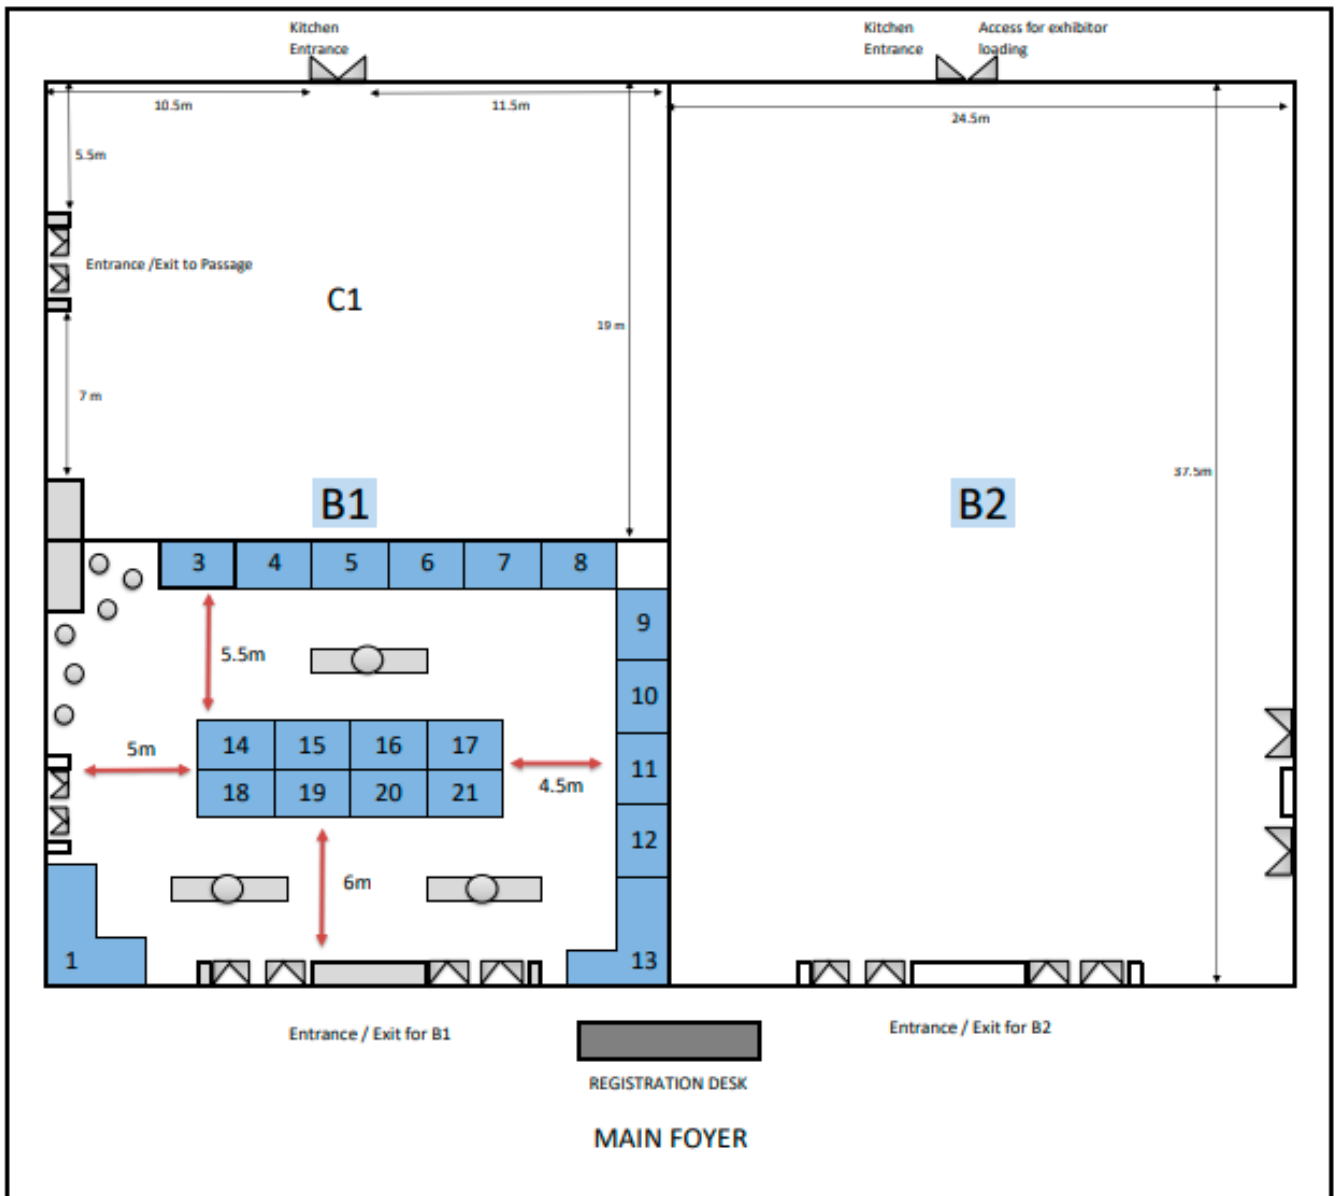 Kitchen
Entrance
Kitchen
Entrance
Access for exhibitor
loading
10.5m
11.5m
24.5m
5.5m
Entrance /Exit to Passage
C1
19 m
7 m
37.5m
B1
B2
3 4 5 6 7 8
9
5.5m
10
14 15 16 17
5m
11
4.5m
18 19 20 21
12
6m
1
13
Entrance / Exit for B1
Entrance / Exit for B2
REGISTRATION DESK
MAIN FOYER